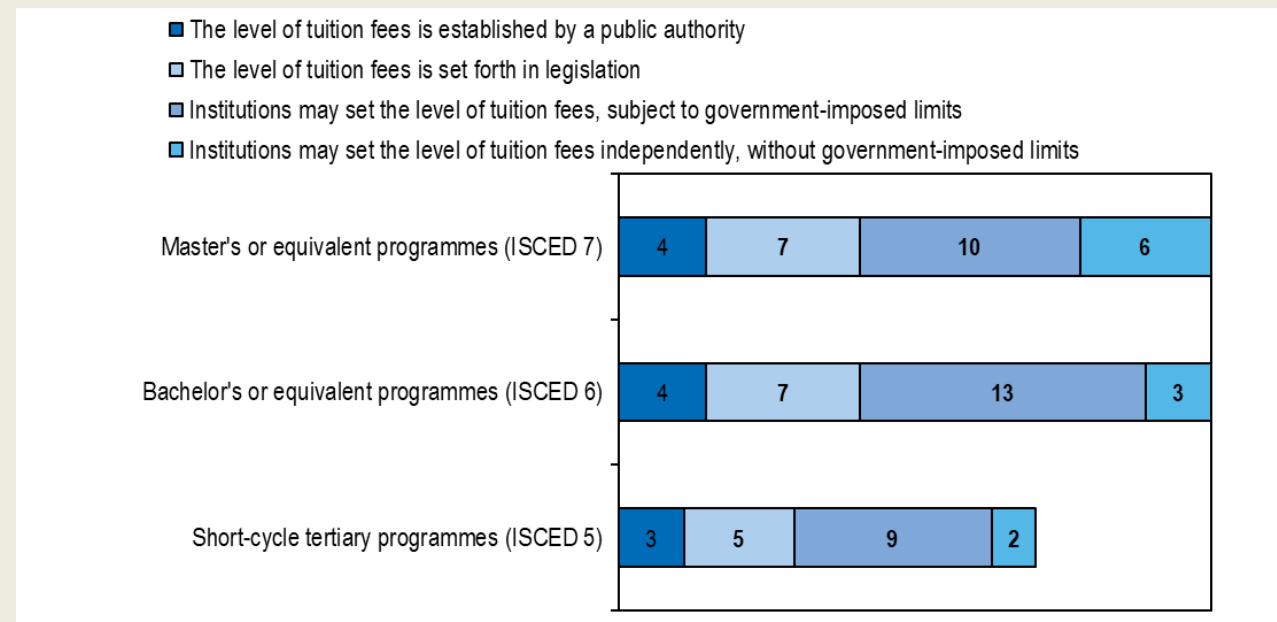 The level of tuition fees is established by a public authority
The level of tuition fees is set forth in legislation
Institutions may set the level of tuition fees, subject to government-imposed limits
Institutions may set the level of tuition fees independently, without government-imposed limits
Master's or equivalent programmes (ISCED 7) 4 7 10 6
Bachelor's or equivalent programmes (ISCED 6) 4 7 13 3
Short-cycle tertiary programmes (ISCED 5) 3 5 9 2